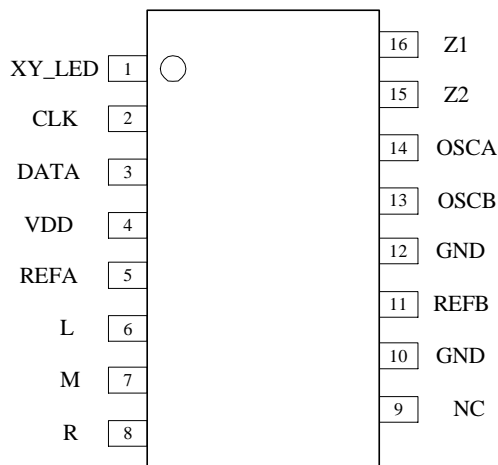 16 Z1
XY_LED 1
15 Z2
CLK 2
14 OSCA
DATA 3
13 OSCB
VDD 4
12 GND
REFA 5
11 REFB
L 6
10 GND
M 7
9 NC
R 8